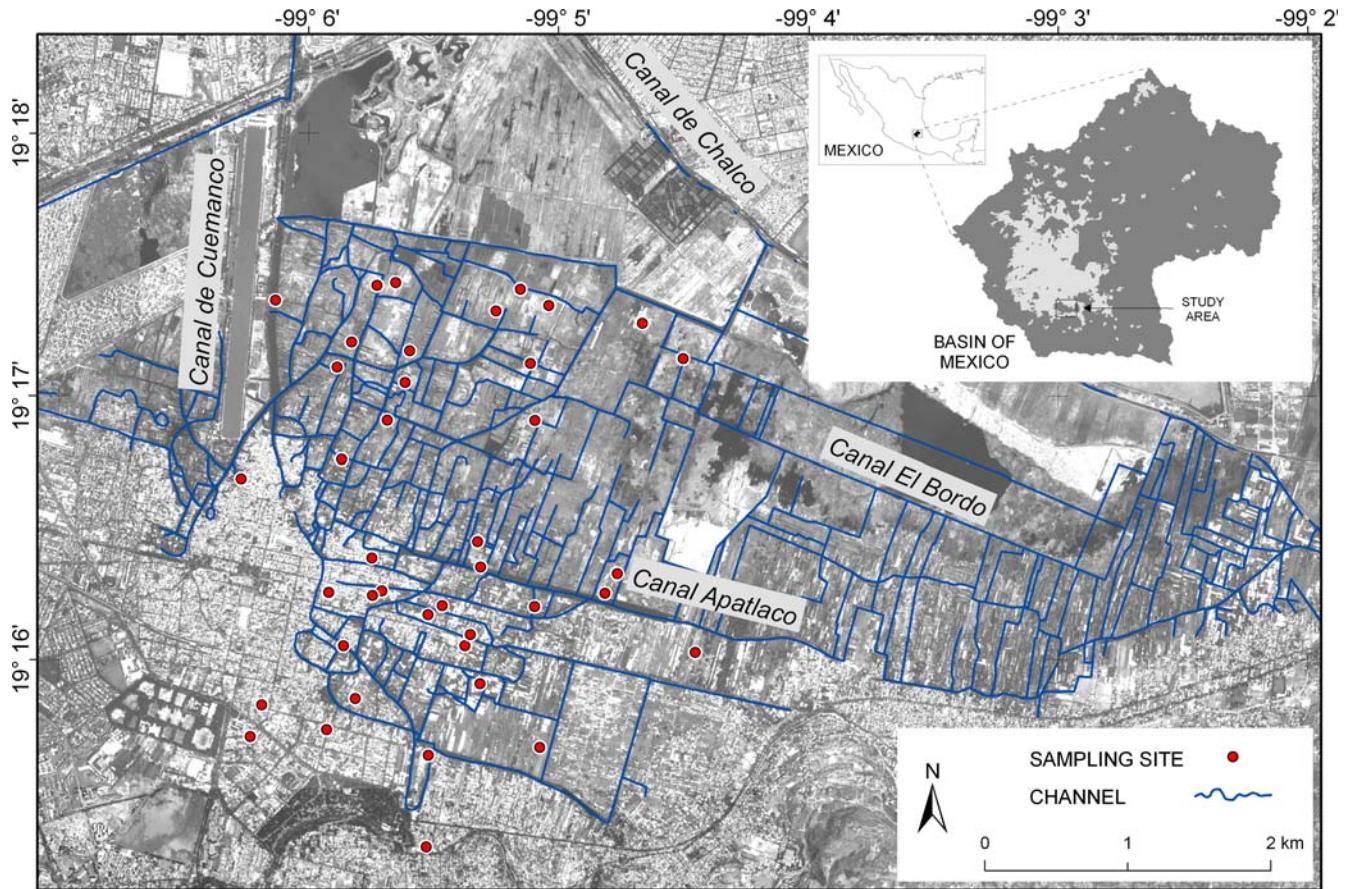 -99° 6' -99° 5' -99° 4' -99° 3' -99° 2'
19° 18'
19° 17'
19° 16'
Canal de Cuemanco
Canal de Chalco
MEXICO
STUDY
AREA
BASIN OF
MEXICO
Canal El Bordo
Canal Apatlaco
SAMPLING SITE
CHANNEL
N
0 1 2 km